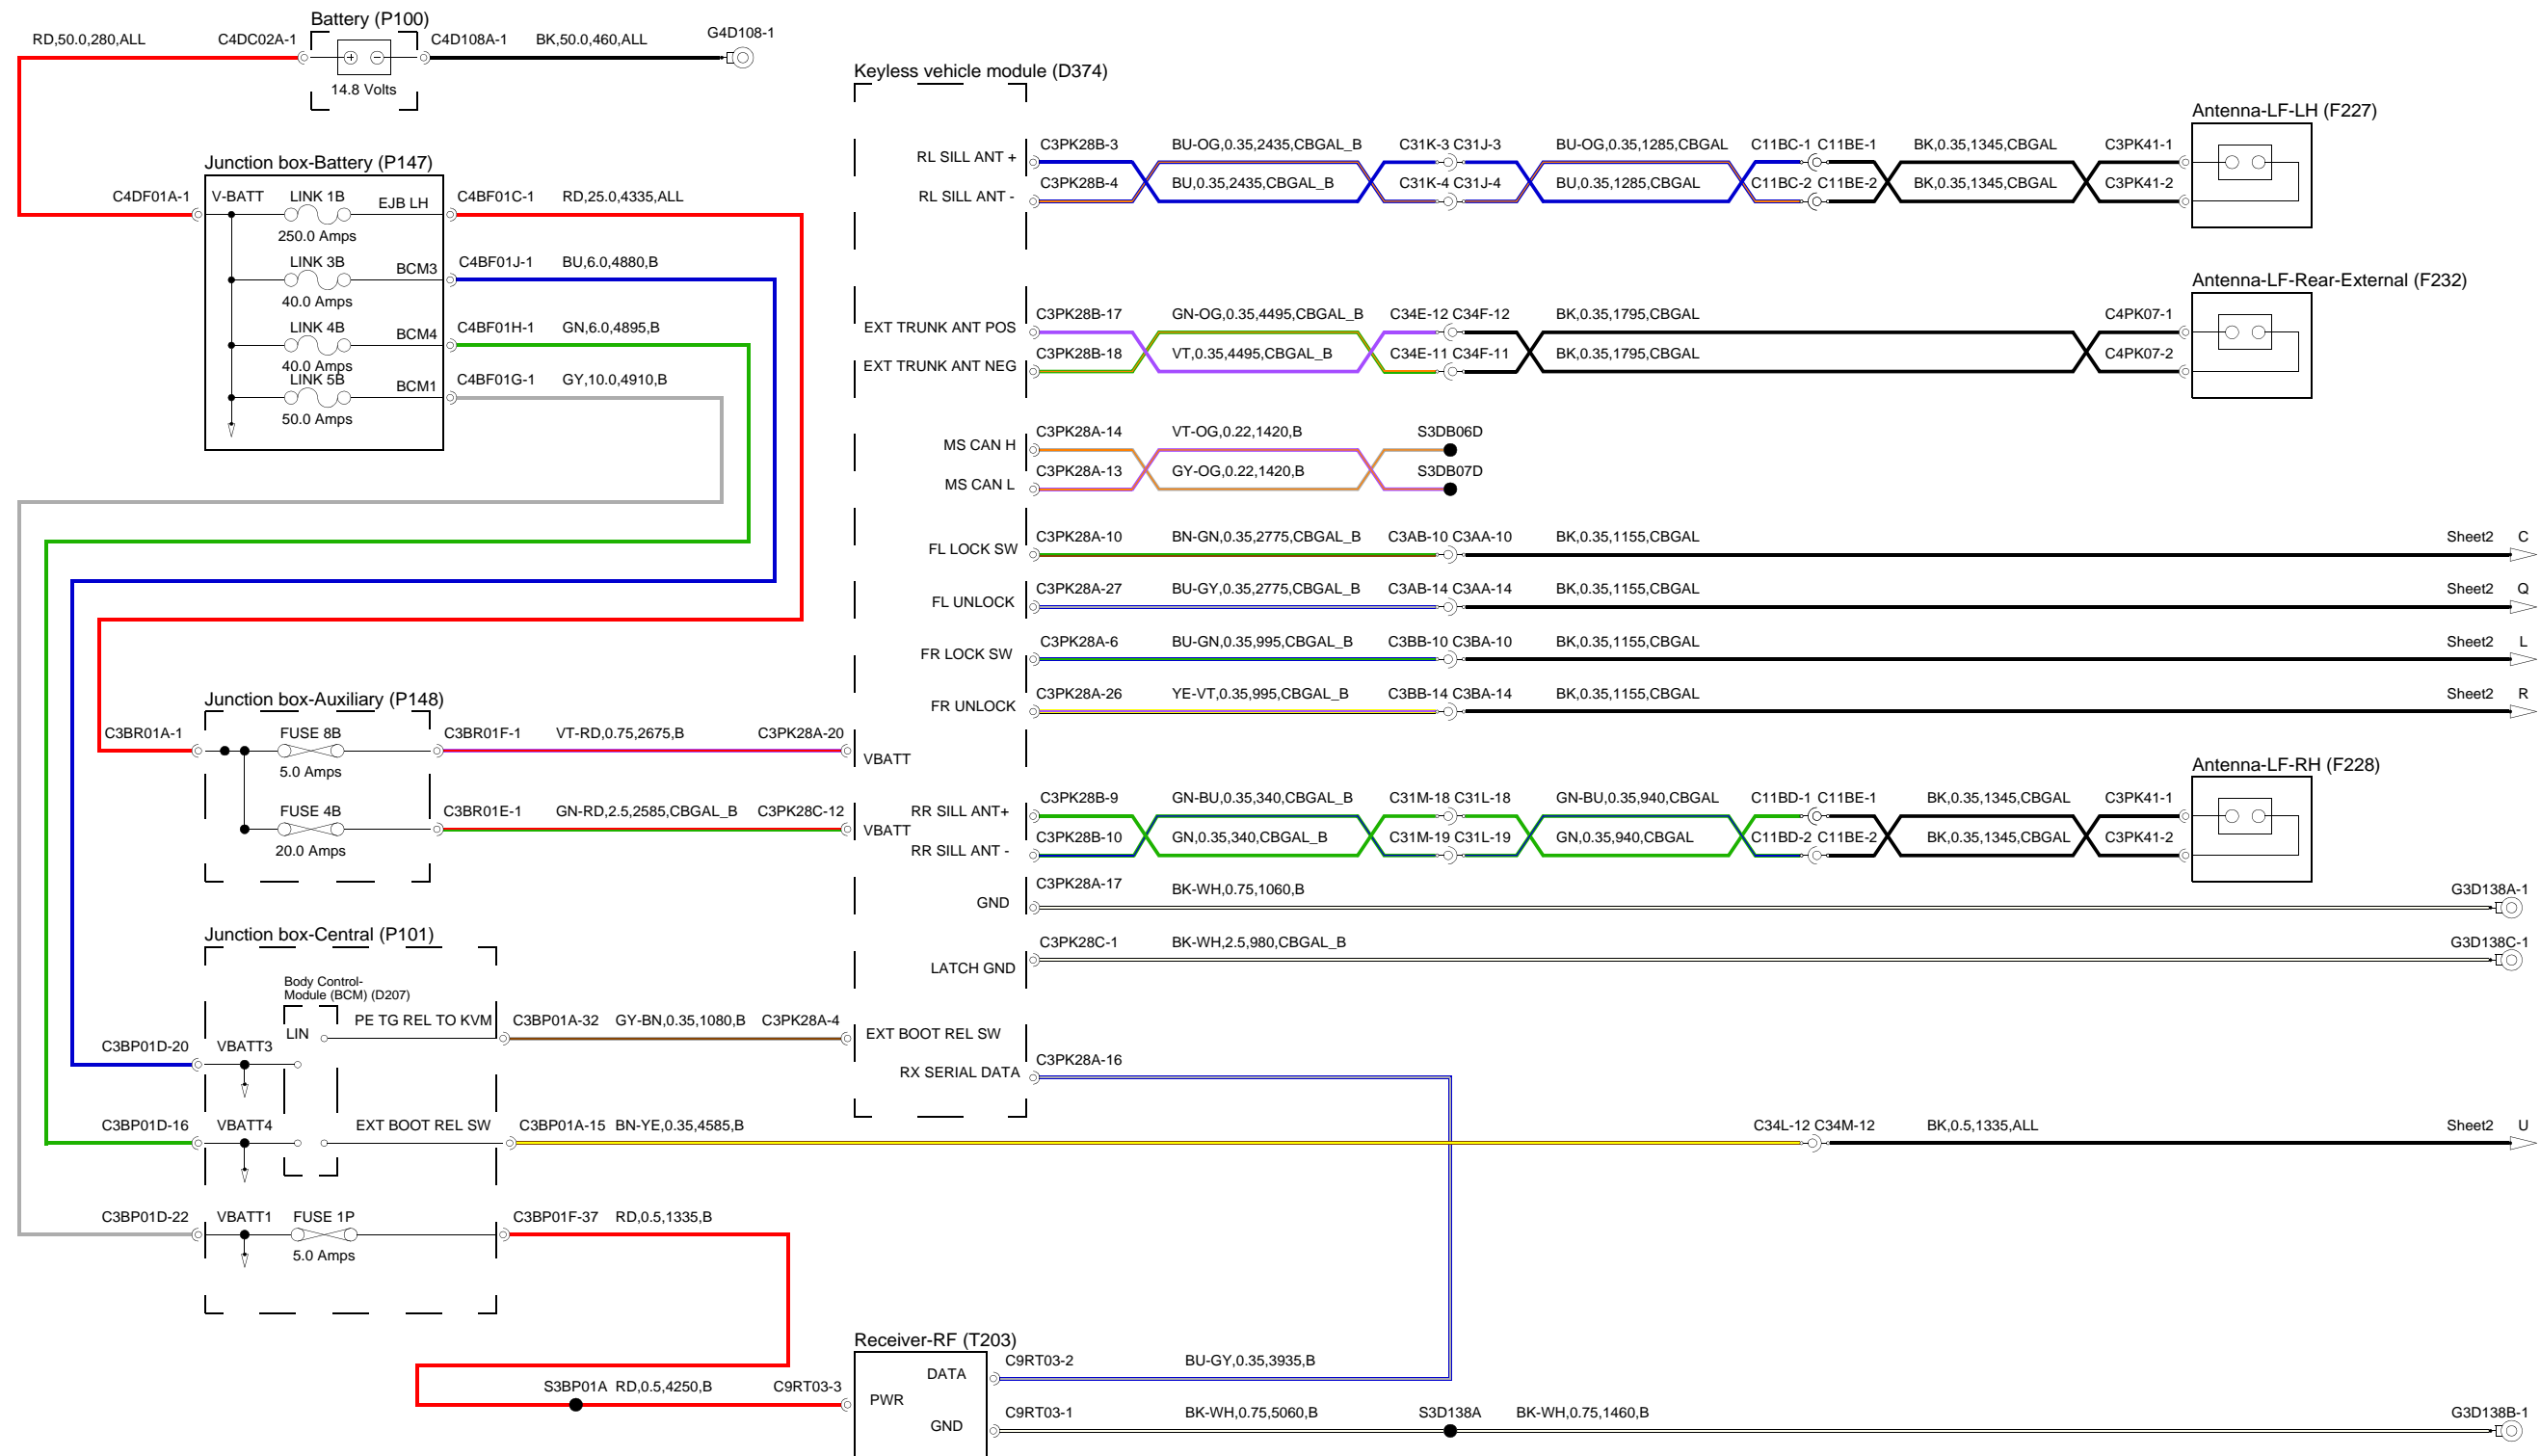 Battery (P100)
RD,50.0,280,ALL
C4DC02A-1
C4D108A-1
BK,50.0,460,ALL
G4D108-1
14.8 Volts
Junction box-Battery (P147)
C4DF01A-1
V-BATT
LINK 1B
EJB LH
C4BF01C-1
RD,25.0,4335,ALL
250.0 Amps
LINK 3B
BCM3
C4BF01J-1
BU,6.0,4880,B
40.0 Amps
LINK 4B
BCM4
C4BF01H-1
GN,6.0,4895,B
40.0 Amps
LINK 5B
BCM1
C4BF01G-1
GY,10.0,4910,B
50.0 Amps
Junction box-Auxiliary (P148)
C3BR01A-1
FUSE 8B
C3BR01F-1
VT-RD,0.75,2675,B
C3PK28A-20
VBATT
5.0 Amps
FUSE 4B
C3BR01E-1
GN-RD,2.5,2585,CBGAL_B
C3PK28C-12
VBATT
20.0 Amps
Junction box-Central (P101)
Body Control-
Module (BCM) (D207)
LIN
PE TG REL TO KVM
C3BP01A-32
GY-BN,0.35,1080,B
C3PK28A-4
EXT BOOT REL SW
C3BP01D-20
VBATT3
C3BP01D-16
VBATT4
EXT BOOT REL SW
C3BP01A-15
BN-YE,0.35,4585,B
C34L-12 C34M-12
BK,0.5,1335,ALL
Sheet2 U
C3BP01D-22
VBATT1
FUSE 1P
C3BP01F-37
RD,0.5,1335,B
5.0 Amps
Keyless vehicle module (D374)
RL SILL ANT +
C3PK28B-3
BU-OG,0.35,2435,CBGAL_B
C31K-3 C31J-3
BU-OG,0.35,1285,CBGAL
C11BC-1 C11BE-1
BK,0.35,1345,CBGAL
C3PK41-1
Antenna-LF-LH (F227)
RL SILL ANT -
C3PK28B-4
BU,0.35,2435,CBGAL_B
C31K-4 C31J-4
BU,0.35,1285,CBGAL
C11BC-2 C11BE-2
BK,0.35,1345,CBGAL
C3PK41-2
Antenna-LF-Rear-External (F232)
EXT TRUNK ANT POS
C3PK28B-17
GN-OG,0.35,4495,CBGAL_B
C34E-12 C34F-12
BK,0.35,1795,CBGAL
C4PK07-1
EXT TRUNK ANT NEG
C3PK28B-18
VT,0.35,4495,CBGAL_B
C34E-11 C34F-11
BK,0.35,1795,CBGAL
C4PK07-2
MS CAN H
C3PK28A-14
VT-OG,0.22,1420,B
S3DB06D
MS CAN L
C3PK28A-13
GY-OG,0.22,1420,B
S3DB07D
FL LOCK SW
C3PK28A-10
BN-GN,0.35,2775,CBGAL_B
C3AB-10 C3AA-10
BK,0.35,1155,CBGAL
Sheet2 C
FL UNLOCK
C3PK28A-27
BU-GY,0.35,2775,CBGAL_B
C3AB-14 C3AA-14
BK,0.35,1155,CBGAL
Sheet2 Q
FR LOCK SW
C3PK28A-6
BU-GN,0.35,995,CBGAL_B
C3BB-10 C3BA-10
BK,0.35,1155,CBGAL
Sheet2 L
FR UNLOCK
C3PK28A-26
YE-VT,0.35,995,CBGAL_B
C3BB-14 C3BA-14
BK,0.35,1155,CBGAL
Sheet2 R
Antenna-LF-RH (F228)
RR SILL ANT+
C3PK28B-9
GN-BU,0.35,340,CBGAL_B
C31M-18 C31L-18
GN-BU,0.35,940,CBGAL
C11BD-1 C11BE-1
BK,0.35,1345,CBGAL
C3PK41-1
RR SILL ANT -
C3PK28B-10
GN,0.35,340,CBGAL_B
C31M-19 C31L-19
GN,0.35,940,CBGAL
C11BD-2 C11BE-2
BK,0.35,1345,CBGAL
C3PK41-2
GND
C3PK28A-17
BK-WH,0.75,1060,B
G3D138A-1
LATCH GND
C3PK28C-1
BK-WH,2.5,980,CBGAL_B
G3D138C-1
RX SERIAL DATA
C3PK28A-16
Receiver-RF (T203)
DATA
C9RT03-2
BU-GY,0.35,3935,B
S3BP01A
RD,0.5,4250,B
C9RT03-3
PWR
GND
C9RT03-1
BK-WH,0.75,5060,B
S3D138A
BK-WH,0.75,1460,B
G3D138B-1